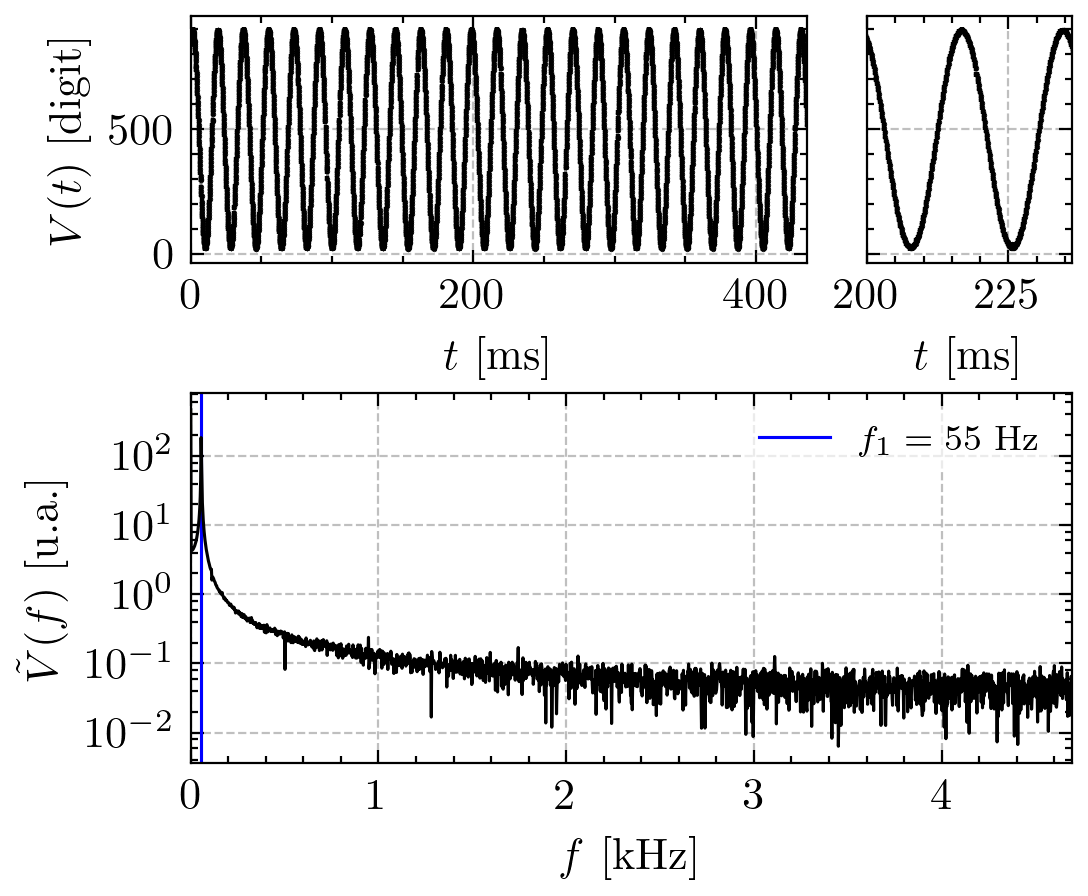 V(t) [digit]
500
0
0 200 400
t [ms]
200 225
t [ms]
Ṽ(f) [u.a.]
10² 
10¹
10⁰
10⁻¹
10⁻²
f₁ = 55 Hz
0 1 2 3 4
f [kHz]